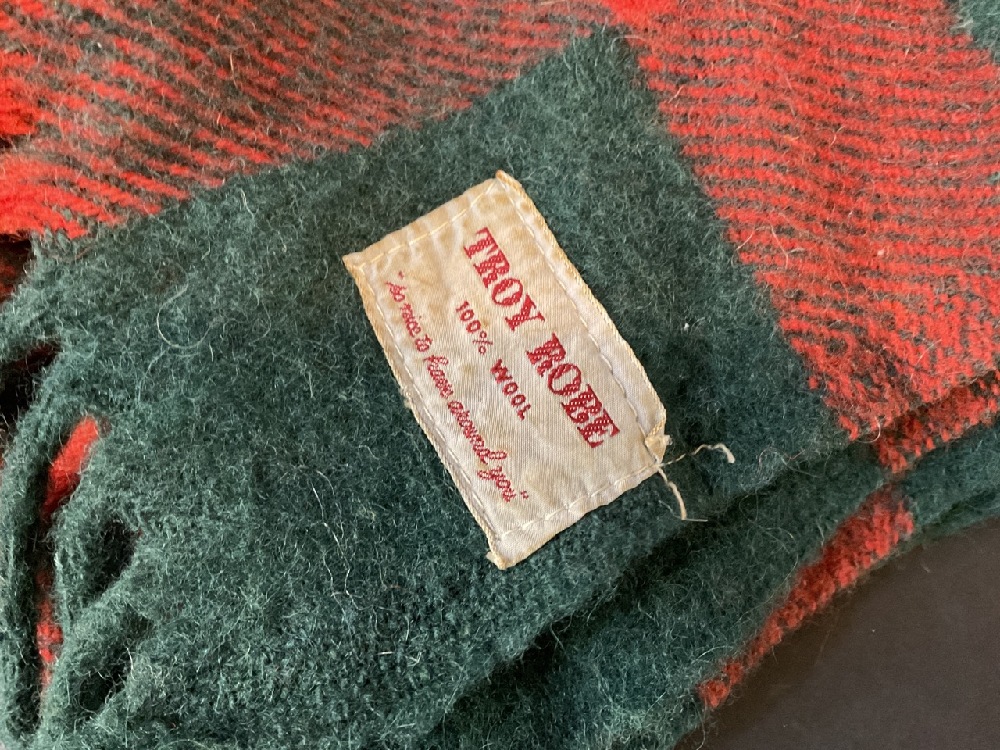 TROY ROBE
100% WOOL
"so nice to have around you"